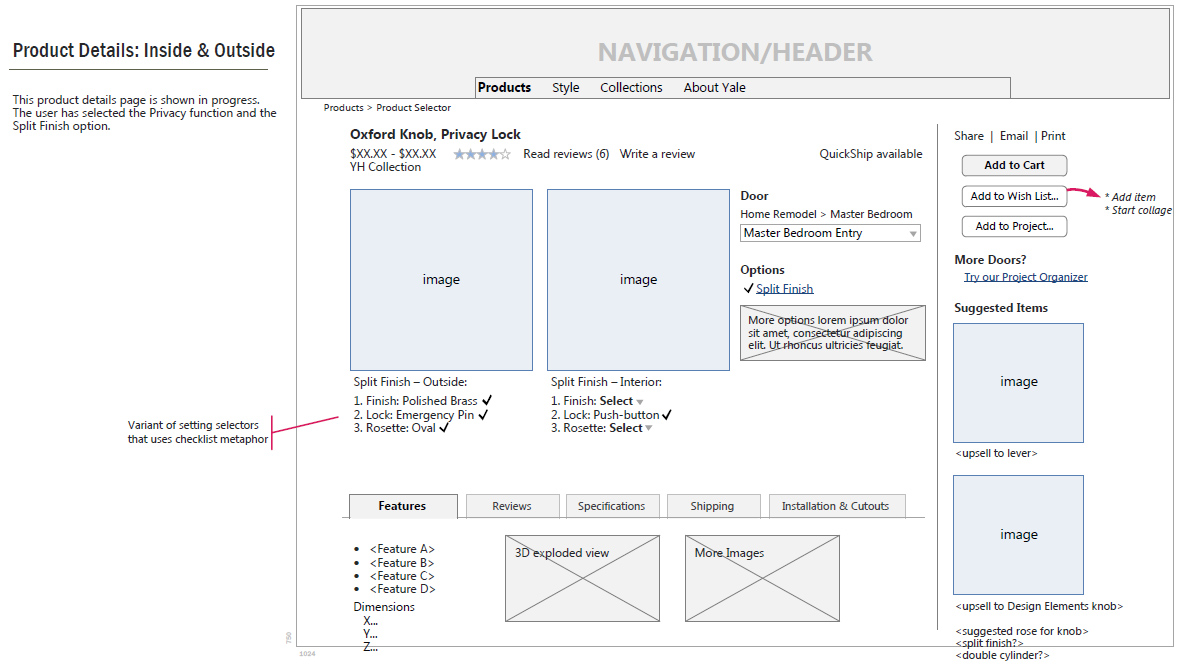 Product Details: Inside & Outside
This product details page is shown in progress.
The user has selected the Privacy function and the
Split Finish option.
NAVIGATION/HEADER
Products Style Collections About Yale
Products > Product Selector
Oxford Knob, Privacy Lock
$XX.XX - $XX.XX Read reviews (6) Write a review QuickShip available
YH Collection
image
image
Door
Home Remodel > Master Bedroom
Master Bedroom Entry
Options
Split Finish
More options lorem ipsum dolor
sit amet, consectetur adipiscing
elit. Ut rhoncus ultricies feugiat.
Split Finish – Outside:
1. Finish: Polished Brass
2. Lock: Emergency Pin
3. Rosette: Oval
Split Finish – Interior:
1. Finish: Select
2. Lock: Push-button
3. Rosette: Select
Variant of setting selectors
that uses checklist metaphor
Features Reviews Specifications Shipping Installation & Cutouts
• <Feature A>
• <Feature B>
• <Feature C>
• <Feature D>
Dimensions
X...
Y...
Z...
3D exploded view
More Images
Share | Email | Print
Add to Cart
Add to Wish List...
Add to Project...
* Add item
* Start collage
More Doors?
Try our Project Organizer
Suggested Items
image
<upsell to lever>
image
<upsell to Design Elements knob>
<suggested rose for knob>
<split finish?>
<double cylinder?>
750
1024